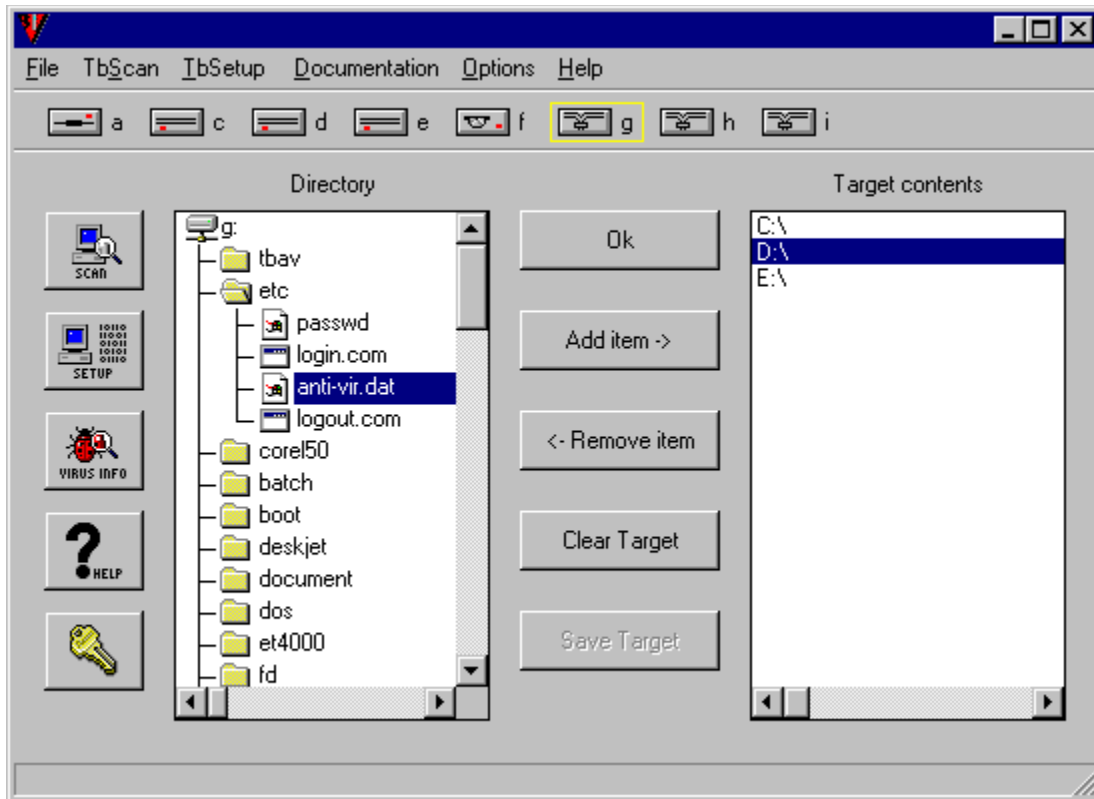 File TbScan TbSetup Documentation Options Help
a c d e f g h i
Directory
Target contents
SCAN
SETUP
VIRUS INFO
HELP
g:
tbav
etc
passwd
login.com
anti-vir.dat
logout.com
corel50
batch
boot
deskjet
document
dos
et4000
fd
Ok
Add item ->
<- Remove item
Clear Target
Save Target
C:\
D:\
E:\